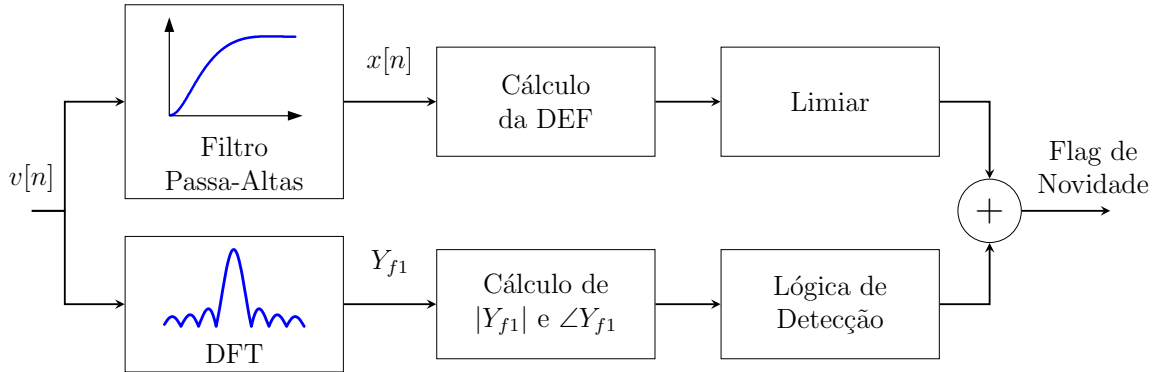 v[n]
Filtro
Passa-Altas
x[n]
Cálculo
da DEF
Limiar
DFT
Y_{f1}
Cálculo de
|Y_{f1}| e ∠Y_{f1}
Lógica de
Detecção
+
Flag de
Novidade